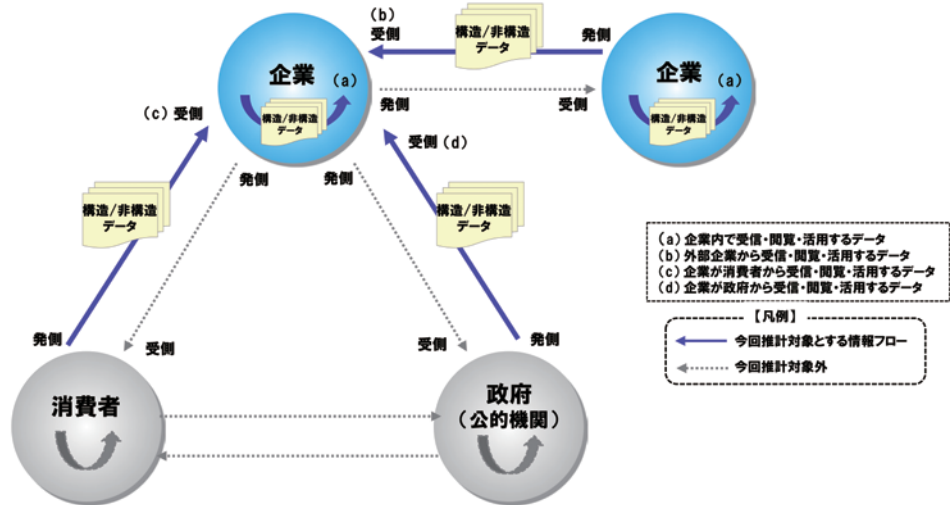 (b)
受側
構造/非構造
データ
発側
企業
(a)
構造/非構造
データ
発側
受側
企業
(a)
構造/非構造
データ
(c) 受側
受側 (d)
発側
発側
構造/非構造
データ
構造/非構造
データ
(a) 企業内で受信・閲覧・活用するデータ
(b) 外部企業から受信・閲覧・活用するデータ
(c) 企業が消費者から受信・閲覧・活用するデータ
(d) 企業が政府から受信・閲覧・活用するデータ
【凡例】
今回推計対象とする情報フロー
今回推計対象外
発側
受側
受側
発側
消費者
政府
(公的機関)